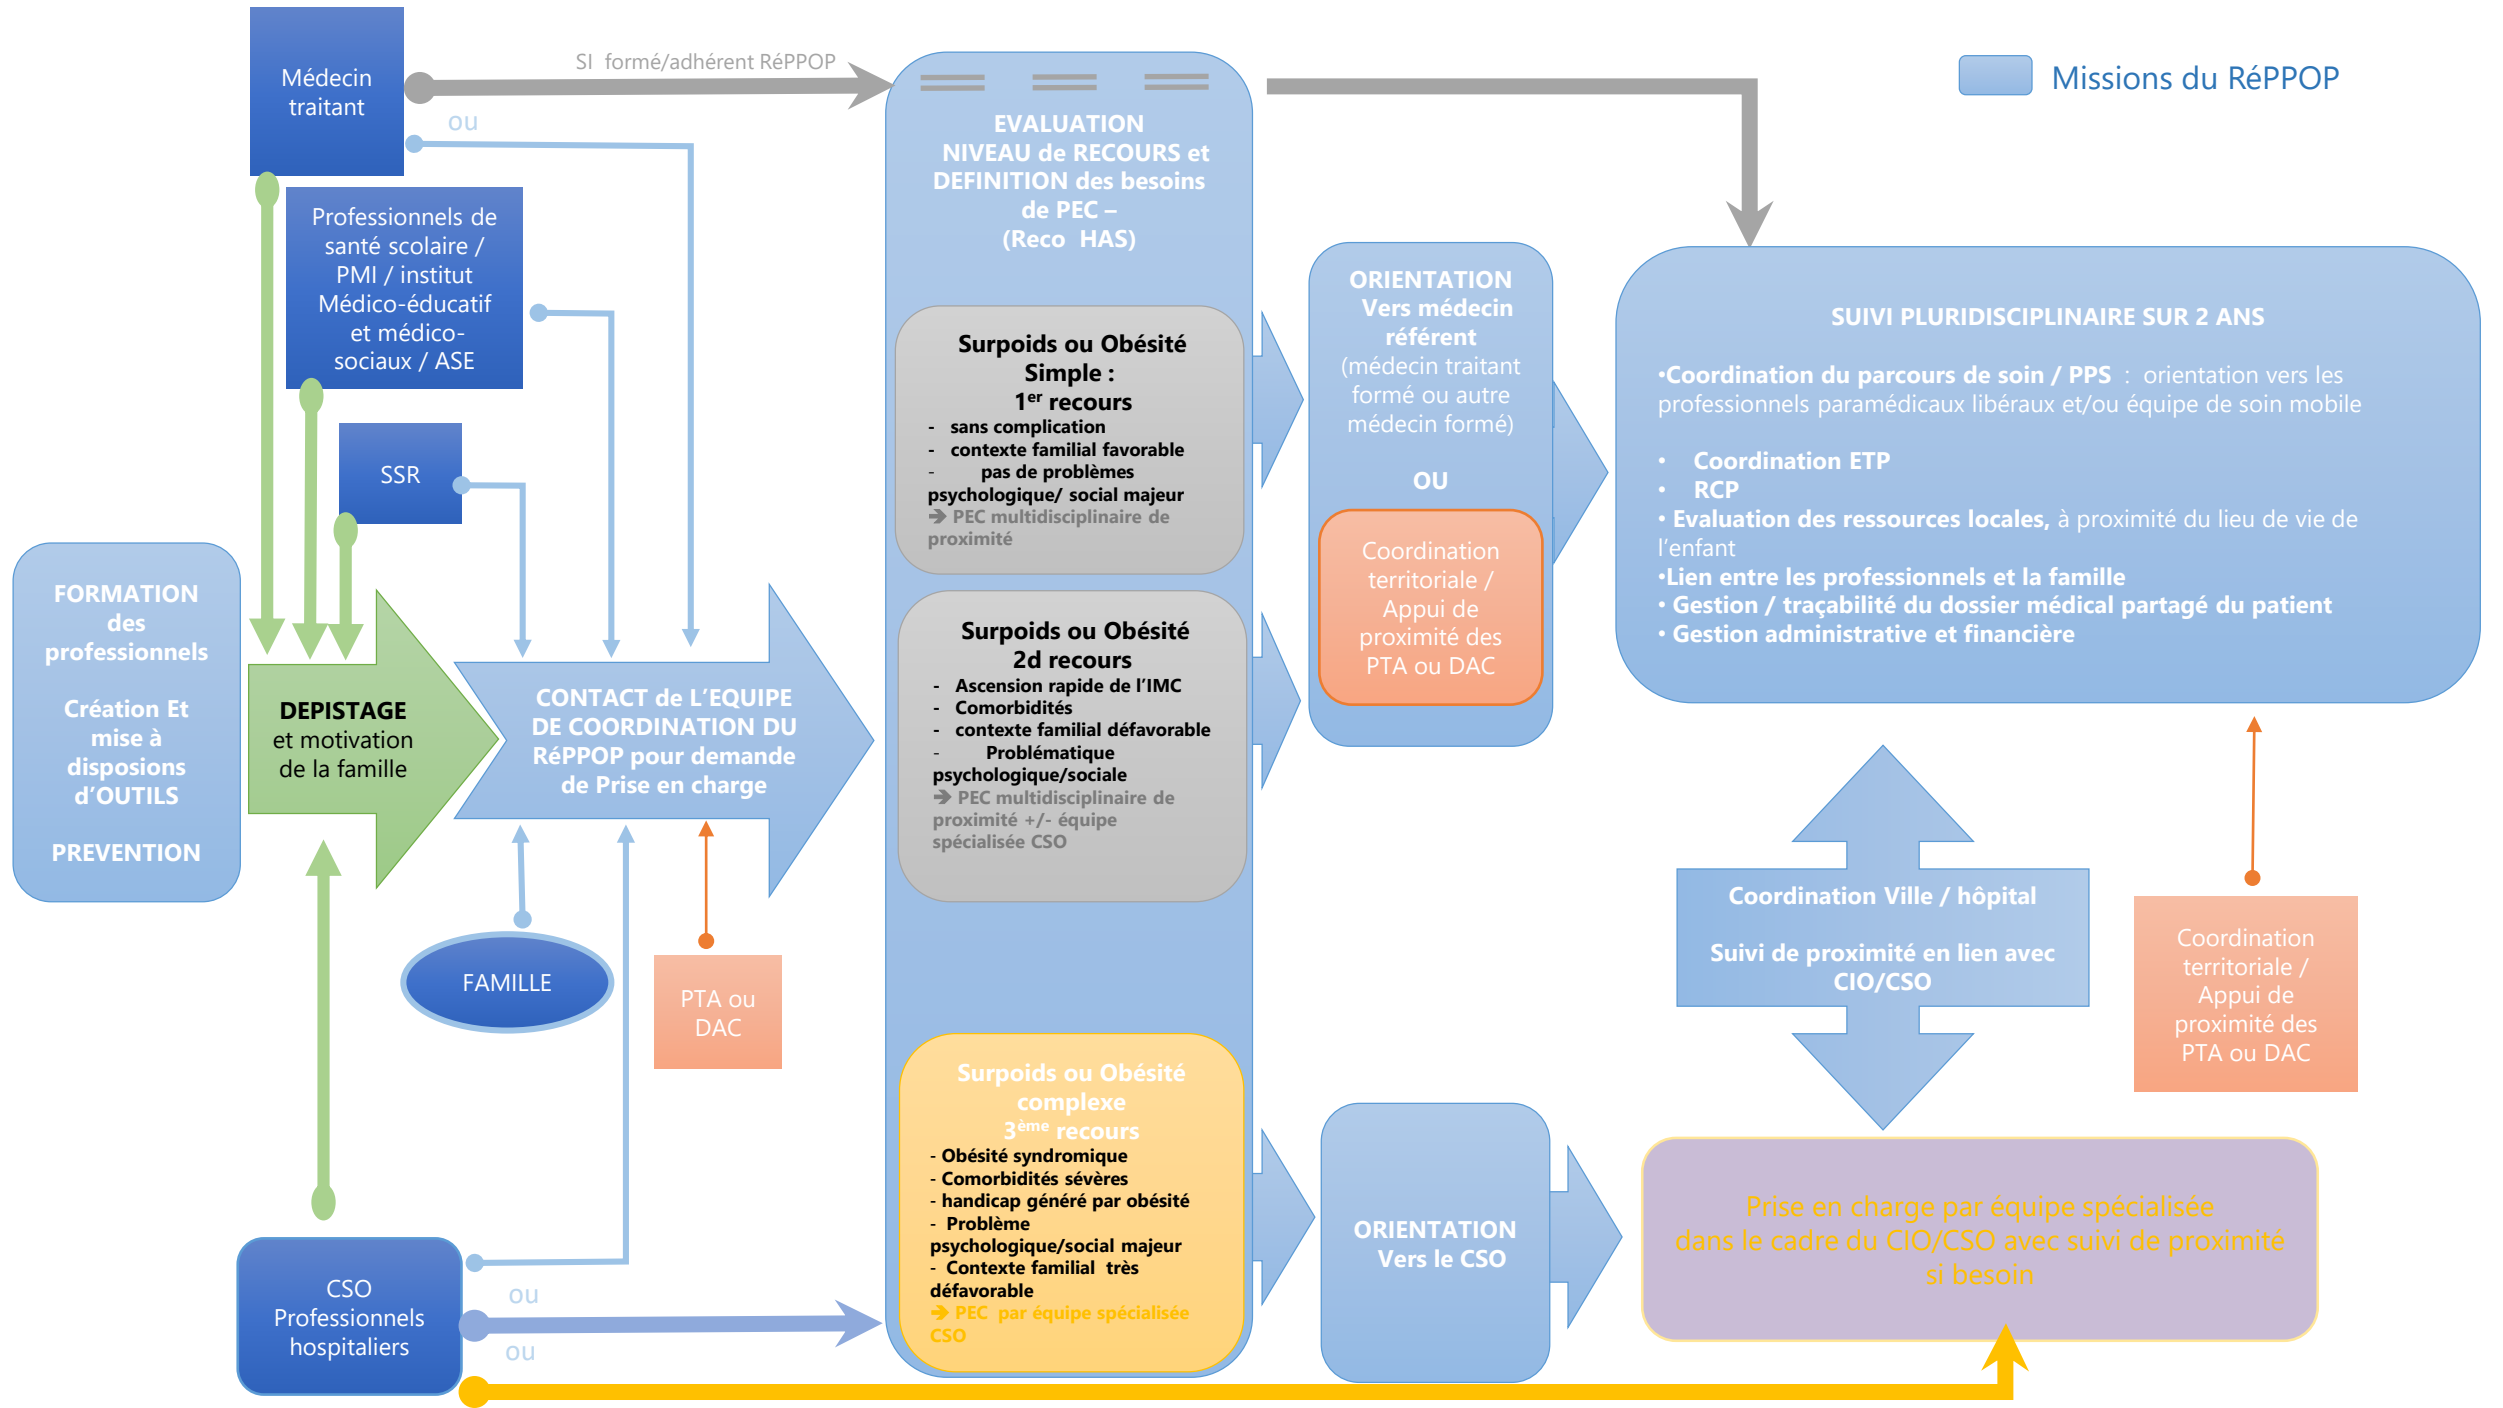 Médecin
traitant
SI  formé/adhérent RéPPOP
ou
Missions du RéPPOP
Professionnels de
santé scolaire /
PMI / institut
Médico-éducatif
et médico-
sociaux / ASE
SSR
FORMATION
des
professionnels
Création Et
mise à
disposions
d'OUTILS
PREVENTION
DEPISTAGE
et motivation
de la famille
CONTACT de L'EQUIPE
DE COORDINATION DU
RéPPOP pour demande
de Prise en charge
FAMILLE
PTA ou
DAC
CSO
Professionnels
hospitaliers
ou
ou
EVALUATION
NIVEAU de RECOURS et
DEFINITION des besoins
de PEC –
(Reco  HAS)
Surpoids ou Obésité
Simple :
1er recours
- sans complication
- contexte familial favorable
- pas de problèmes
psychologique/ social majeur
➔ PEC multidisciplinaire de
proximité
Surpoids ou Obésité
2d recours
- Ascension rapide de l'IMC
- Comorbidités
- contexte familial défavorable
- Problématique
psychologique/sociale
➔ PEC multidisciplinaire de
proximité +/- équipe
spécialisée CSO
Surpoids ou Obésité
complexe
3ème recours
- Obésité syndromique
- Comorbidités sévères
- handicap généré par obésité
- Problème
psychologique/social majeur
- Contexte familial  très
défavorable
➔ PEC  par équipe spécialisée
CSO
ORIENTATION
Vers médecin
référent
(médecin traitant
formé ou autre
médecin formé)
OU
Coordination
territoriale /
Appui de
proximité des
PTA ou DAC
ORIENTATION
Vers le CSO
SUIVI PLURIDISCIPLINAIRE SUR 2 ANS
•Coordination du parcours de soin / PPS  :  orientation vers les
professionnels paramédicaux libéraux et/ou équipe de soin mobile
• Coordination ETP
• RCP
• Evaluation des ressources locales, à proximité du lieu de vie de
l'enfant
•Lien entre les professionnels et la famille
• Gestion / traçabilité du dossier médical partagé du patient
• Gestion administrative et financière
Coordination Ville / hôpital
Suivi de proximité en lien avec
CIO/CSO
Coordination
territoriale /
Appui de
proximité des
PTA ou DAC
Prise en charge par équipe spécialisée
dans le cadre du CIO/CSO avec suivi de proximité
si besoin